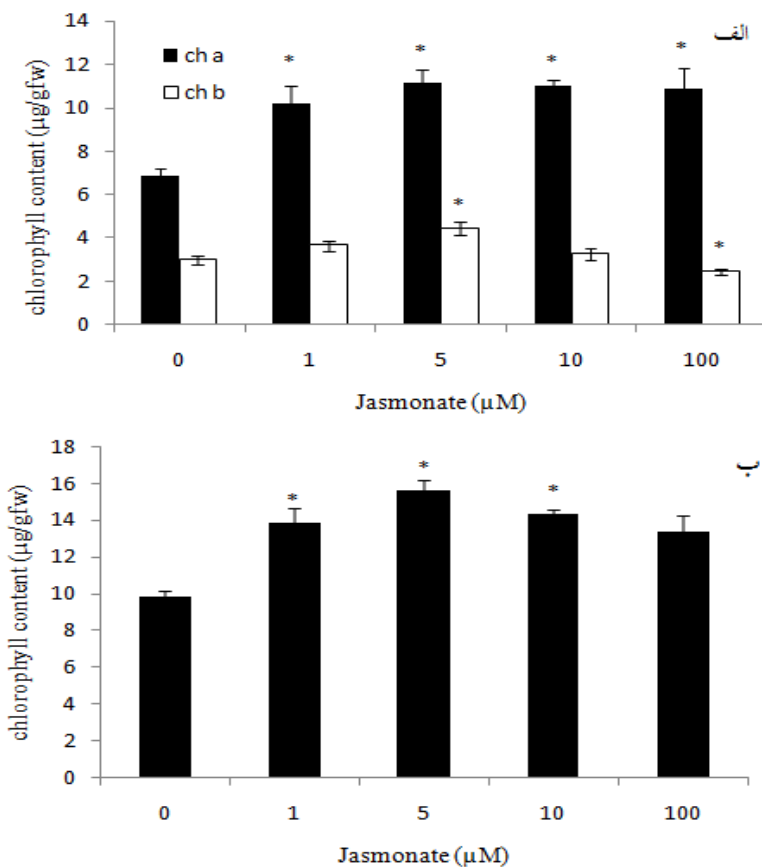 14
12
10
8
6
4
2
0
chlorophyll content (µg/gfw)
ch a
ch b
الف
*
*
*
*
*
*
0 1 5 10 100
Jasmonate (µM)
18
16
14
12
10
8
6
4
2
0
chlorophyll content (µg/gfw)
ب
*
*
*
0 1 5 10 100
Jasmonate (µM)